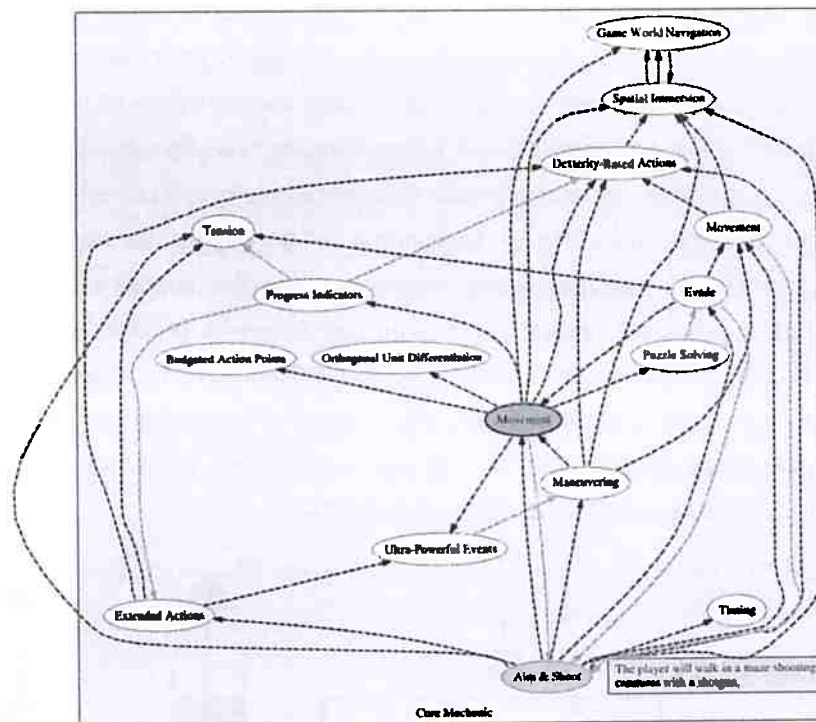 Game World Navigation
Spatial Immersion
Dexterity-Based Actions
Tension
Movement
Progress Indicators
Evade
Budgeted Action Points
Orthogonal Unit Differentiation
Puzzle Solving
Movement
Maneuvering
Ultra-Powerful Events
Extended Actions
Timing
Aim & Shoot
The player will walk in a maze shooting
creatures with a shotgun.
Core Mechanic